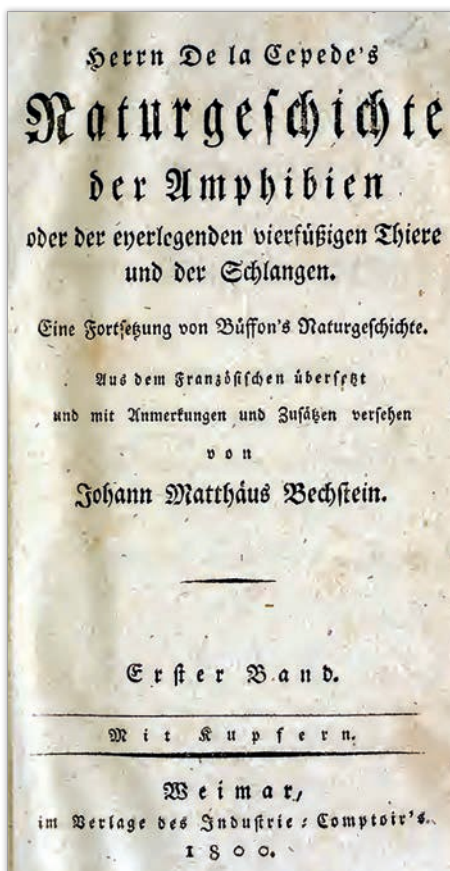 Herrn De la Cepede's
Naturgeschichte
der Amphibien
oder der eyerlegenden vierfüßigen Thiere
und der Schlangen.
Eine Fortsetzung von Büffon's Naturgeschichte.
Aus dem Französischen übersetzt
und mit Anmerkungen und Zusätzen versehen
von
Johann Matthäus Bechstein.
Erster Band.
Mit Kupfern.
Weimar,
im Verlage des Industrie-Comptoir's.
1800.